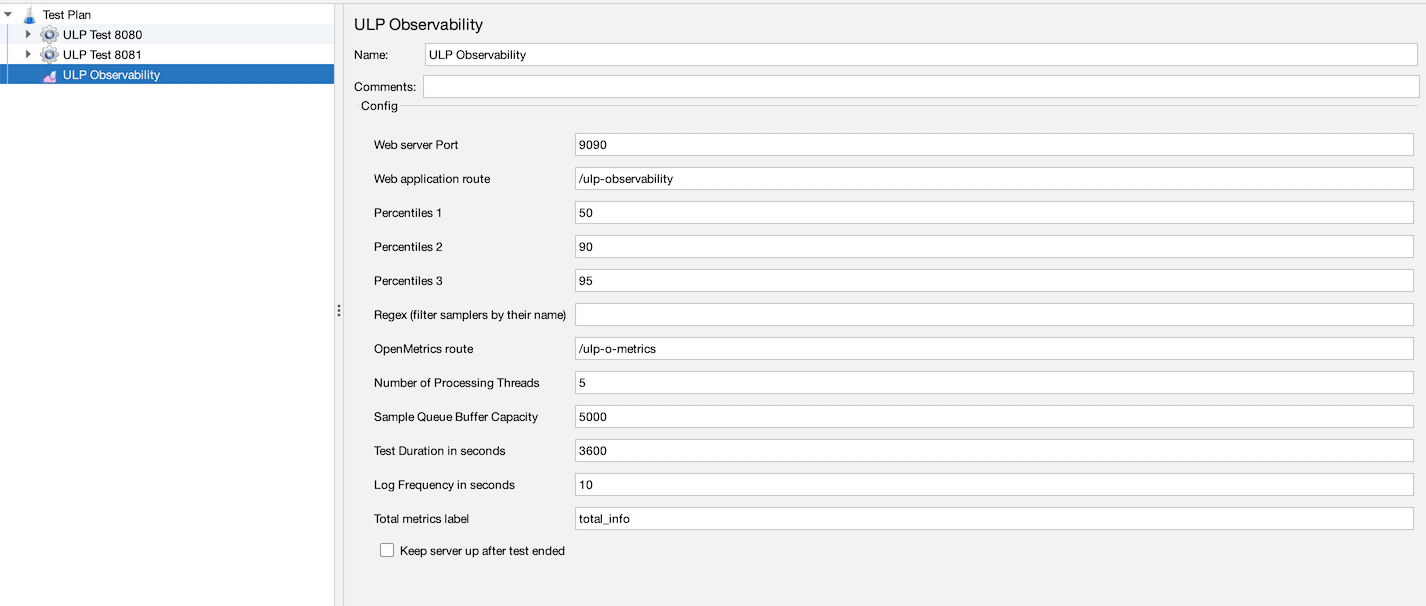 Test Plan
ULP Test 8080
ULP Test 8081
ULP Observability
ULP Observability
Name: ULP Observability
Comments:
Config
Web server Port 9090
Web application route /ulp-observability
Percentiles 1 50
Percentiles 2 90
Percentiles 3 95
Regex (filter samplers by their name)
OpenMetrics route /ulp-o-metrics
Number of Processing Threads 5
Sample Queue Buffer Capacity 5000
Test Duration in seconds 3600
Log Frequency in seconds 10
Total metrics label total_info
Keep server up after test ended